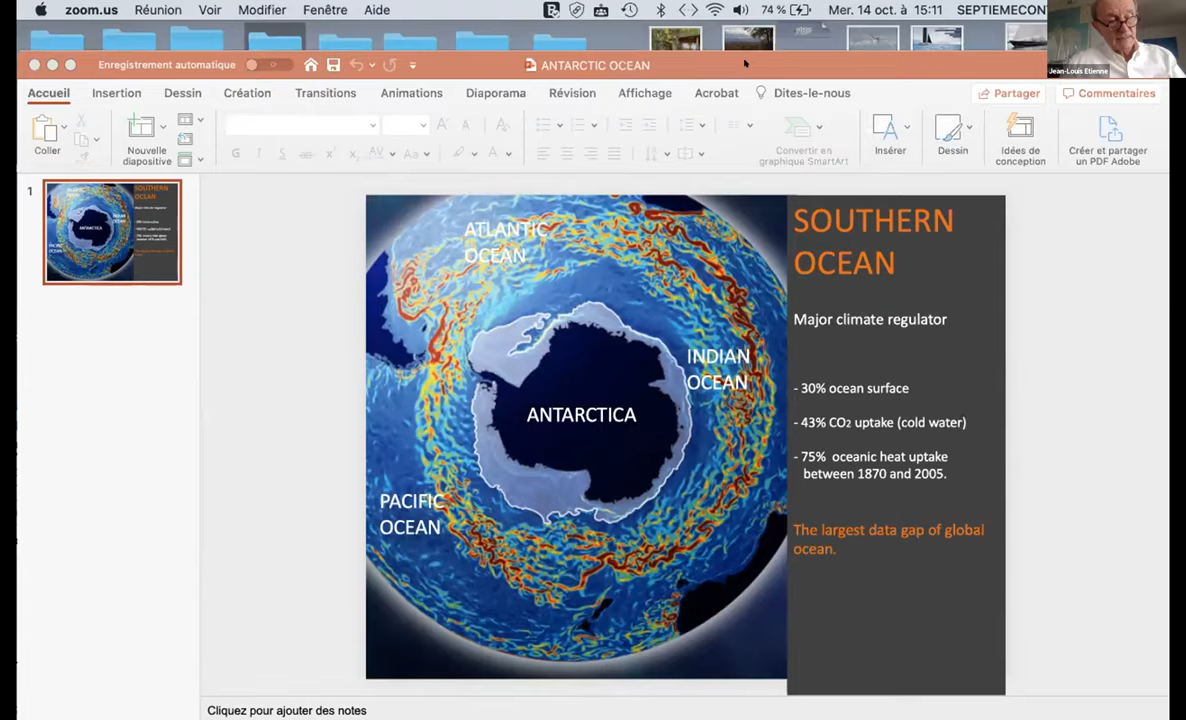 zoom.us Réunion Voir Modifier Fenêtre Aide
74 % Mer. 14 oct. à 15:11 SEPTIEMECONT
Jean-Louis Etienne
Enregistrement automatique
ANTARCTIC OCEAN
Accueil Insertion Dessin Création Transitions Animations Diaporama Révision Affichage Acrobat Dites-le-nous Partager Commentaires
Coller
Nouvelle
diapositive
Convertir en
graphique SmartArt
Insérer
Dessin
Idées de
conception
Créer et partager
un PDF Adobe
1
ATLANTIC
OCEAN
INDIAN
OCEAN
ANTARCTICA
PACIFIC
OCEAN
SOUTHERN
OCEAN
Major climate regulator
- 30% ocean surface
- 43% CO2 uptake (cold water)
- 75% oceanic heat uptake
between 1870 and 2005.
The largest data gap of global
ocean.
Cliquez pour ajouter des notes